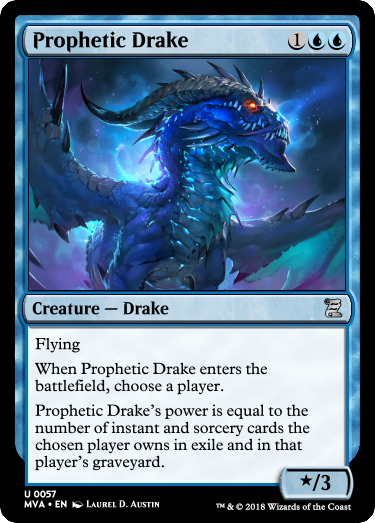 Prophetic Drake 1
Creature — Drake
Flying
When Prophetic Drake enters the
battlefield, choose a player.
Prophetic Drake's power is equal to the
number of instant and sorcery cards the
chosen player owns in exile and in that
player's graveyard.
★/3
U 0057
MVA • EN Laurel D. Austin ™ & © 2018 Wizards of the Coast